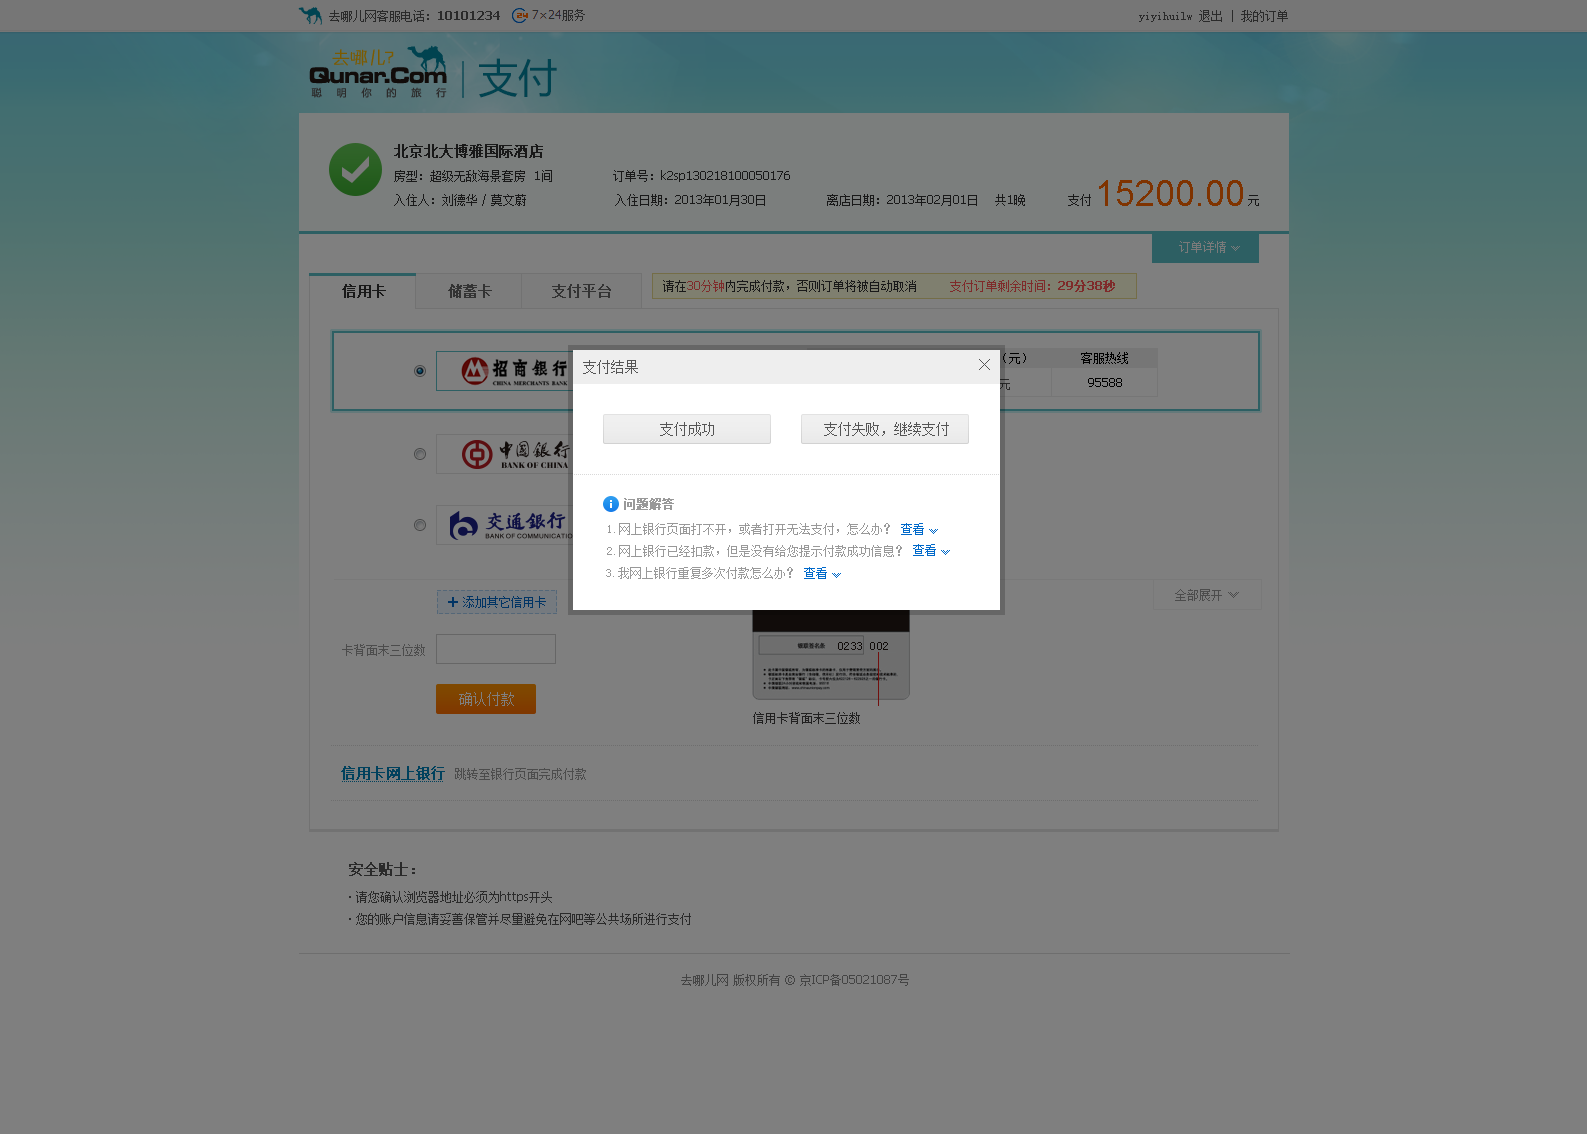 去哪儿网客服电话：10101234 24 7×24服务
yiyihuilw 退出 | 我的订单
去哪儿?
Qunar.Com
聪明你的旅行
支付
北京北大博雅国际酒店
房型：超级无敌海景套房 1间 订单号：k2sp130218100050176
入住人：刘德华 / 莫文蔚 入住日期：2013年01月30日 离店日期：2013年02月01日 共1晚 支付 15200.00 元
订单详情
信用卡 储蓄卡 支付平台
请在30分钟内完成付款，否则订单将被自动取消 支付订单剩余时间：29分38秒
招商银行
CHINA MERCHANTS BANK
（元） 客服热线
元 95588
支付结果
支付成功 支付失败，继续支付
中国银行
BANK OF CHINA
交通银行
BANK OF COMMUNICATIO
问题解答
1. 网上银行页面打不开，或者打开无法支付，怎么办？ 查看
2. 网上银行已经扣款，但是没有给您提示付款成功信息？ 查看
3. 我网上银行重复多次付款怎么办？ 查看
全部展开
+ 添加其它信用卡
卡背面末三位数
0233 002
确认付款
信用卡背面末三位数
信用卡网上银行 跳转至银行页面完成付款
安全贴士：
· 请您确认浏览器地址必须为https开头
· 您的账户信息请妥善保管并尽量避免在网吧等公共场所进行支付
去哪儿网 版权所有 © 京ICP备05021087号